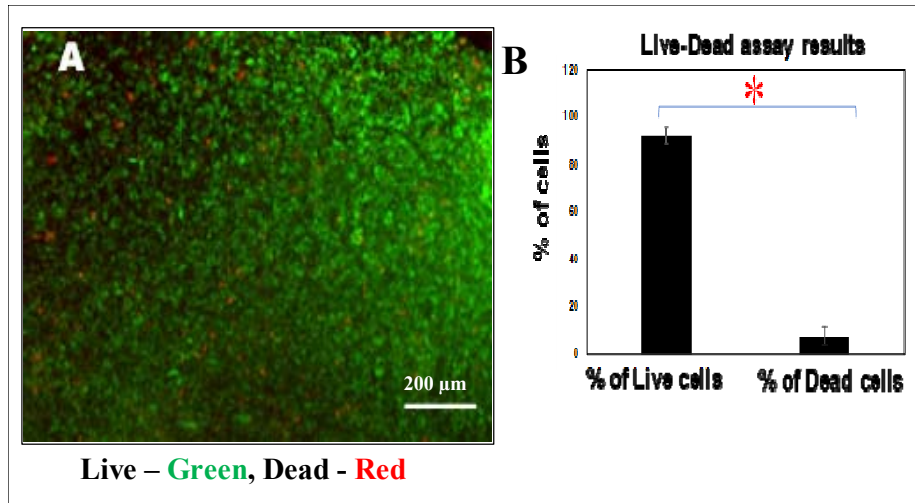 A
200 µm
Live – Green, Dead - Red
B
Live-Dead assay results
% of cells
120
100
80
60
40
20
0
*
% of Live cells
% of Dead cells